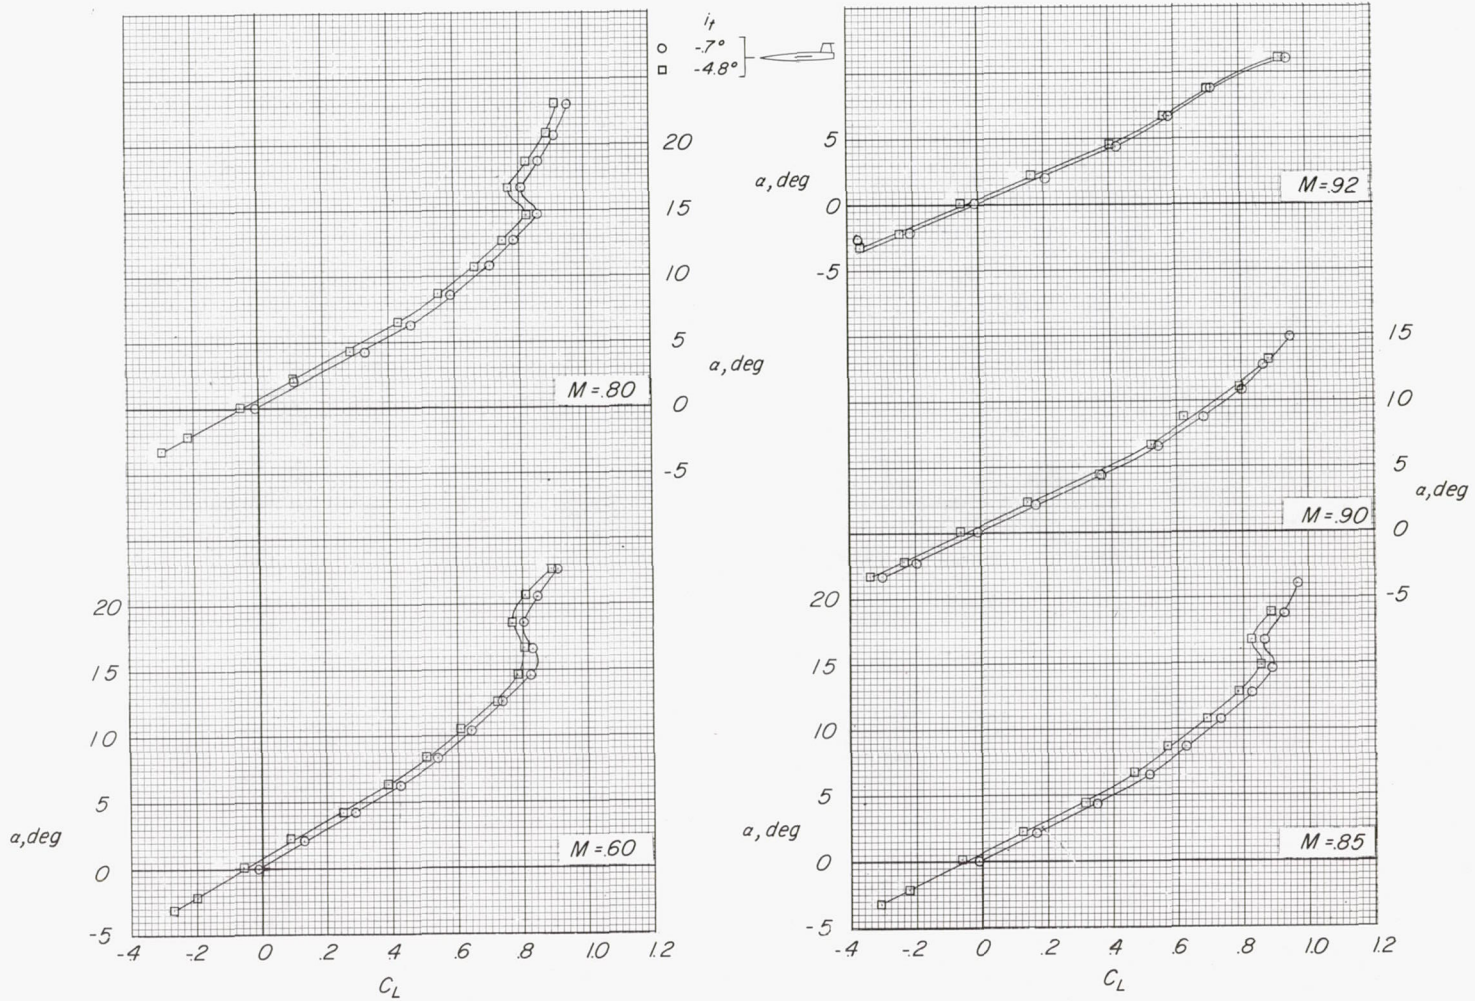 i_t
-.7°
-4.8°
20
15
10
5
α, deg
M = .80
0
-5
5
α, deg
0
M = .92
-5
15
10
5
α, deg
M = .90
0
-5
20
15
10
5
α, deg
M = .60
0
-5
-.4 -.2 0 .2 .4 .6 .8 1.0 1.2
C_L
20
15
10
5
α, deg
M = .85
0
-5
-.4 -.2 0 .2 .4 .6 .8 1.0 1.2
C_L